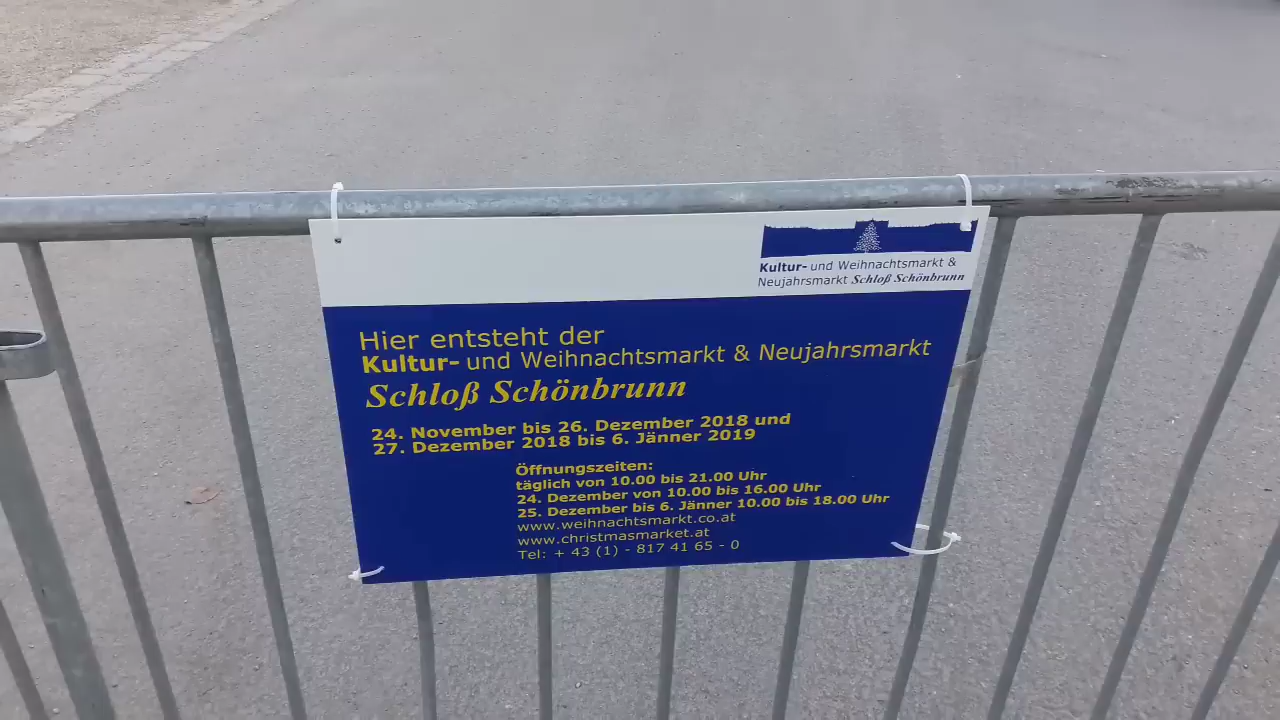 Kultur- und Weihnachtsmarkt &
Neujahrsmarkt Schloß Schönbrunn
Hier entsteht der
Kultur- und Weihnachtsmarkt & Neujahrsmarkt
Schloß Schönbrunn
24. November bis 26. Dezember 2018 und
27. Dezember 2018 bis 6. Jänner 2019
Öffnungszeiten:
täglich von 10.00 bis 21.00 Uhr
24. Dezember von 10.00 bis 16.00 Uhr
25. Dezember bis 6. Jänner 10.00 bis 18.00 Uhr
www.weihnachtsmarkt.co.at
www.christmasmarket.at
Tel: + 43 (1) - 817 41 65 - 0